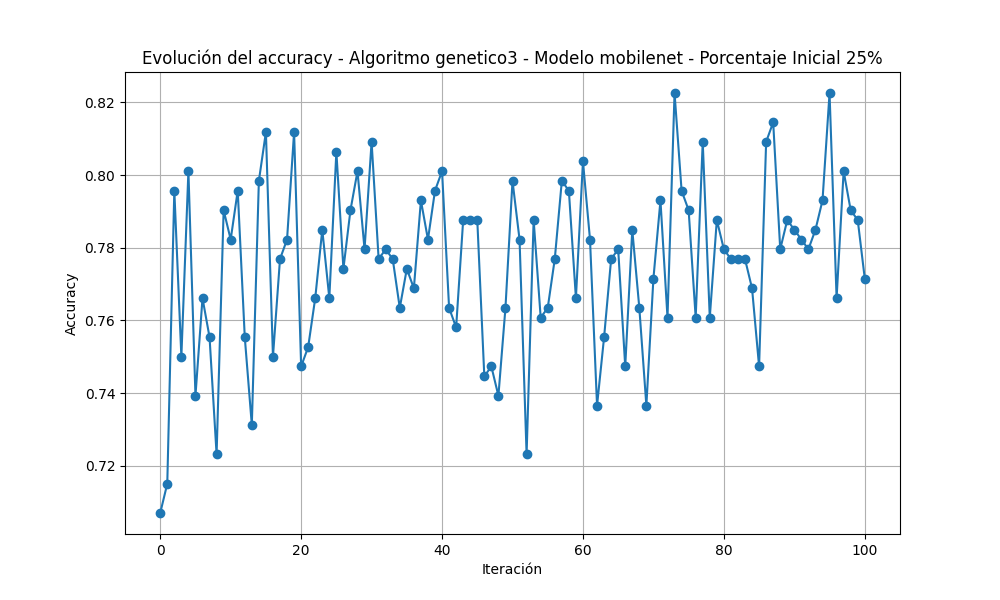 Evolución del accuracy - Algoritmo genetico3 - Modelo mobilenet - Porcentaje Inicial 25%
0.82
0.80
0.78
0.76
0.74
0.72
Accuracy
0 20 40 60 80 100
Iteración